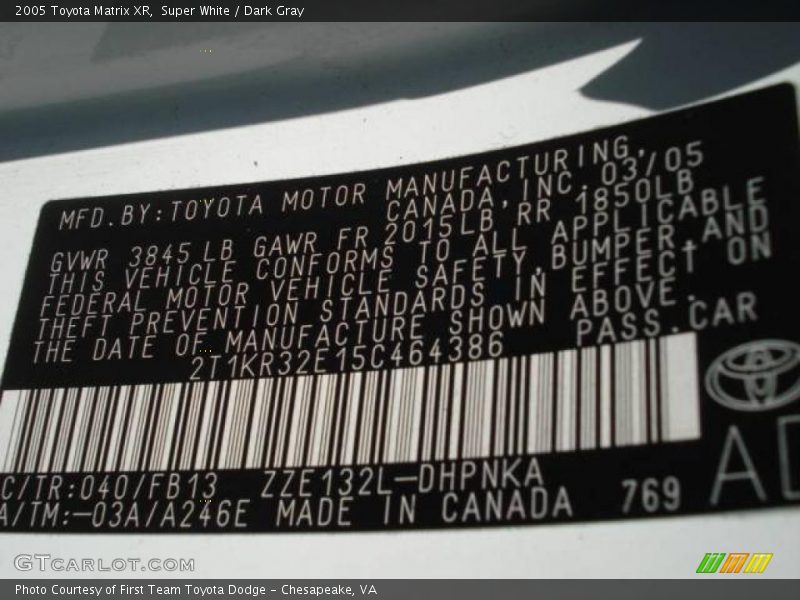 2005 Toyota Matrix XR, Super White / Dark Gray
MFD.BY:TOYOTA MOTOR MANUFACTURING,
CANADA,INC.03/05
GVWR 3845LB GAWR FR 2015LB,RR 1850LB
THIS VEHICLE CONFORMS TO ALL APPLICABLE
FEDERAL MOTOR VEHICLE SAFETY,BUMPER,AND
THEFT PREVENTION STANDARDS IN EFFECT ON
THE DATE OF MANUFACTURE SHOWN ABOVE.
2T1KR32E15C464386 PASS.CAR
C/TR:040/FB13 ZZE132L-DHPNKA
A/TM:-03A/A246E MADE IN CANADA 769
GTCARLOT.COM
Photo Courtesy of First Team Toyota Dodge - Chesapeake, VA